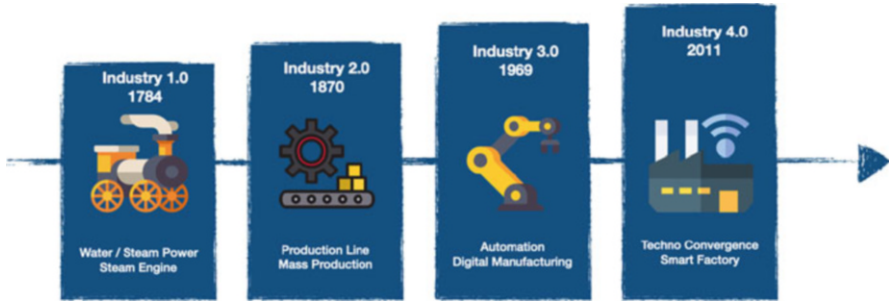 Industry 1.0
1784
Water / Steam Power
Steam Engine
Industry 2.0
1870
Production Line
Mass Production
Industry 3.0
1969
Automation
Digital Manufacturing
Industry 4.0
2011
Techno Convergence
Smart Factory